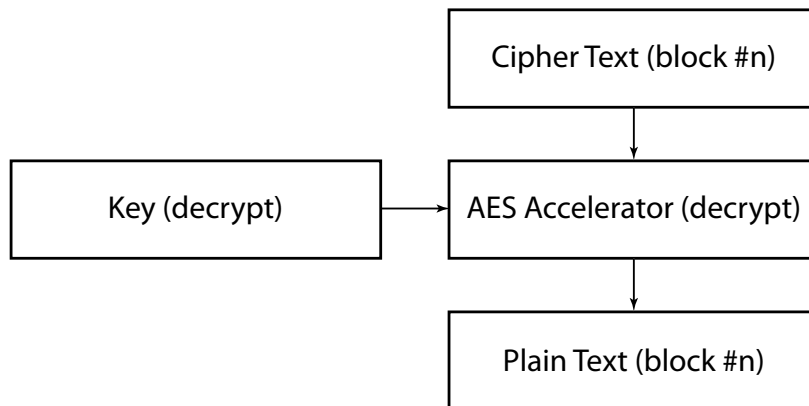 Cipher Text (block #n)
Key (decrypt)
AES Accelerator (decrypt)
Plain Text (block #n)